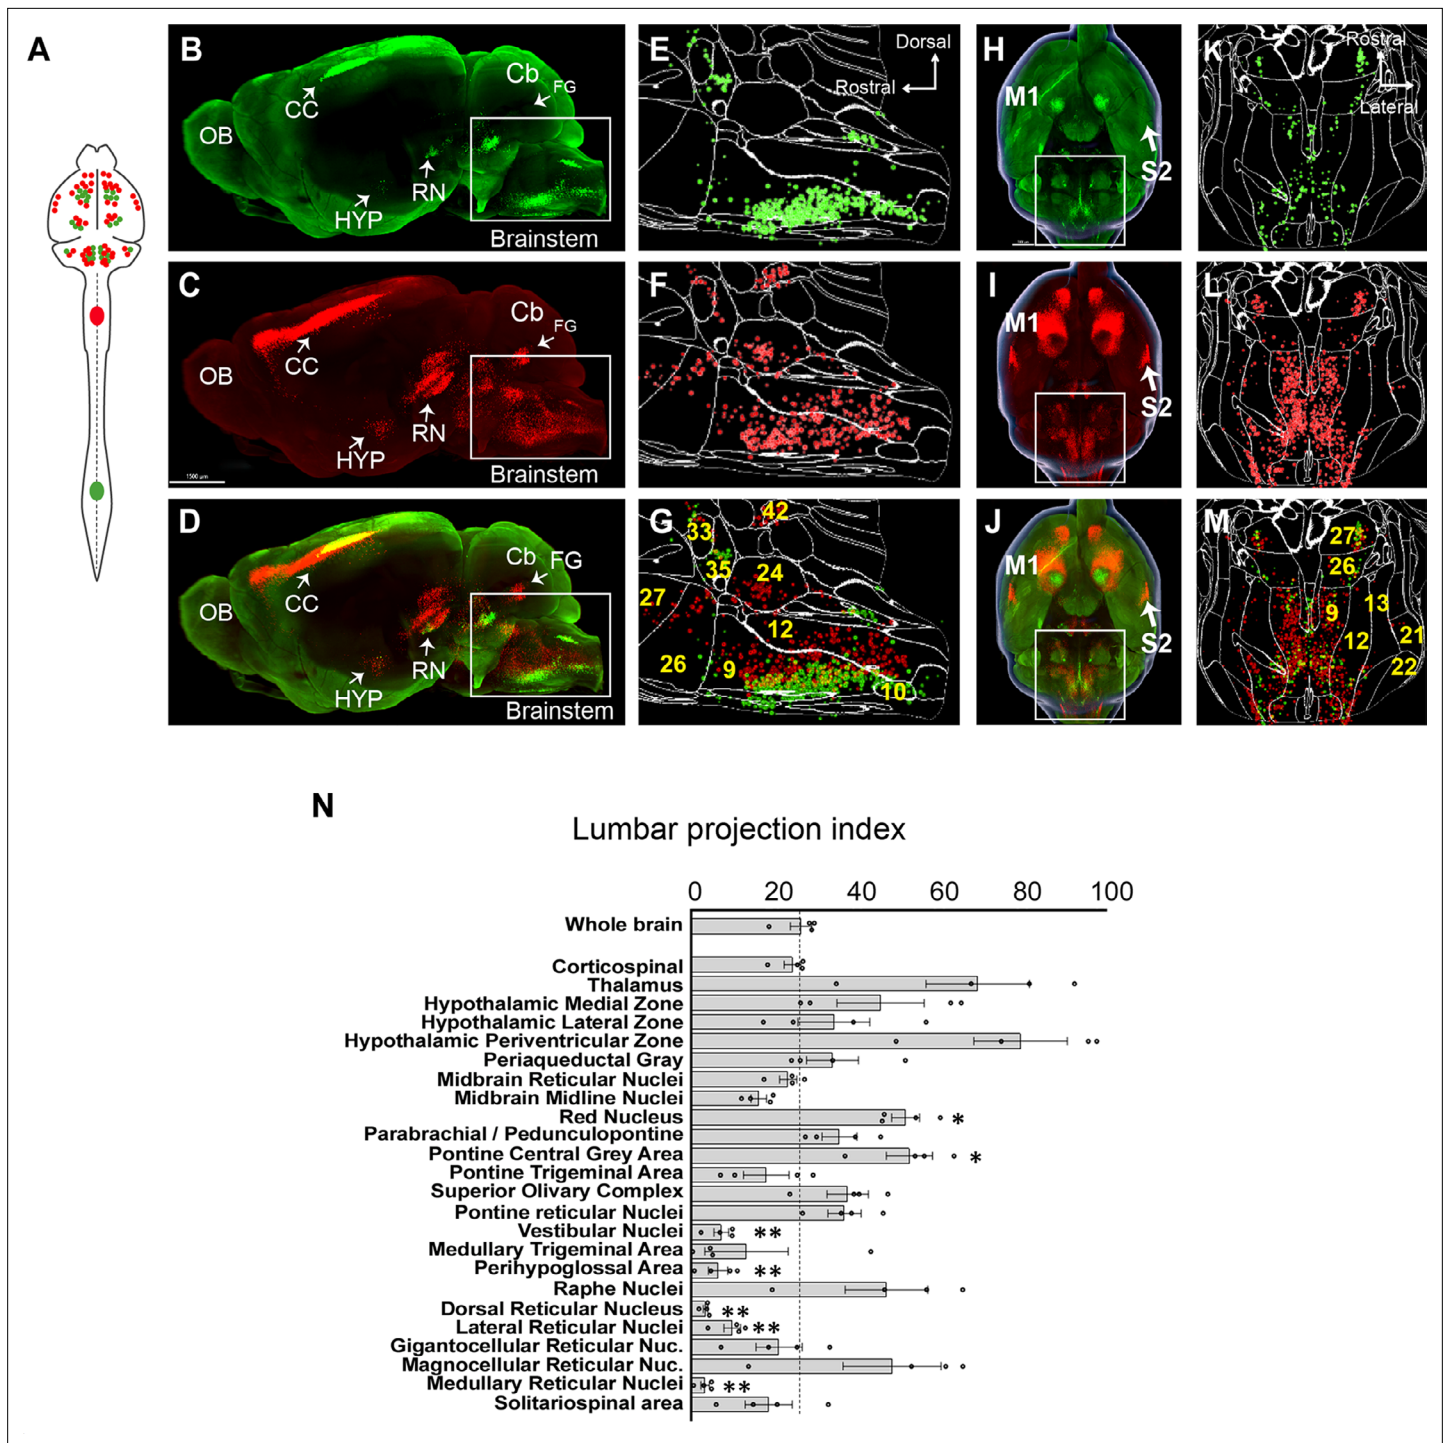 A
B
CC
Cb
FG
OB
RN
HYP
Brainstem
E
Dorsal
Rostral
H
M1
S2
K
Rostral
Lateral
C
CC
Cb
FG
OB
RN
HYP
Brainstem
1500 µm
F
I
M1
S2
L
D
CC
Cb
FG
OB
RN
HYP
Brainstem
G
42
33
35
24
27
12
26
9
10
J
M1
S2
M
27
26
13
9
12
21
22
N
Lumbar projection index
0 20 40 60 80 100
Whole brain
Corticospinal
Thalamus
Hypothalamic Medial Zone
Hypothalamic Lateral Zone
Hypothalamic Periventricular Zone
Periaqueductal Gray
Midbrain Reticular Nuclei
Midbrain Midline Nuclei
Red Nucleus *
Parabrachial / Pedunculopontine
Pontine Central Grey Area *
Pontine Trigeminal Area
Superior Olivary Complex
Pontine reticular Nuclei
Vestibular Nuclei **
Medullary Trigeminal Area
Perihypoglossal Area **
Raphe Nuclei
Dorsal Reticular Nucleus **
Lateral Reticular Nuclei **
Gigantocellular Reticular Nuc.
Magnocellular Reticular Nuc.
Medullary Reticular Nuclei **
Solitariospinal area